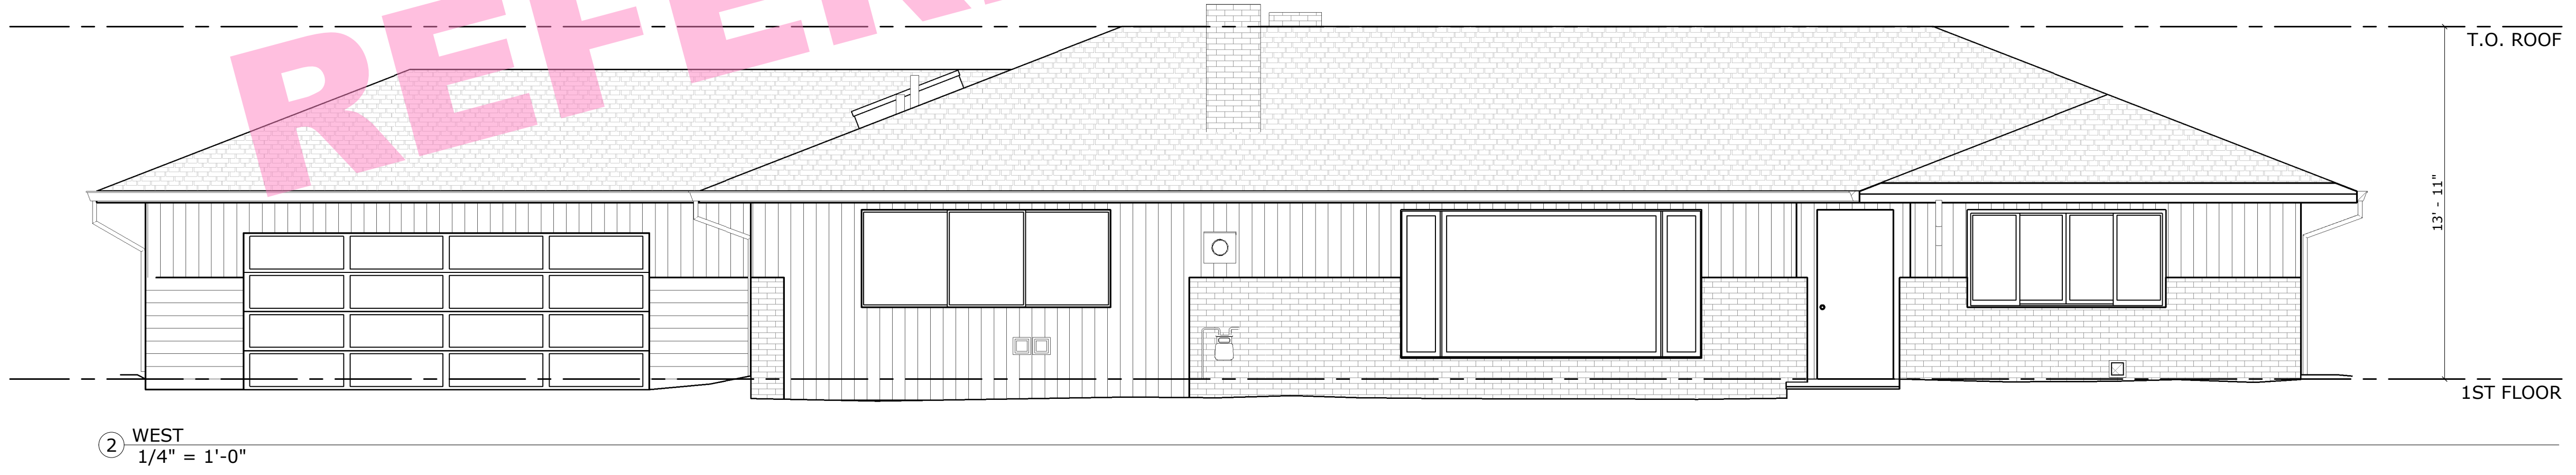 T.O. ROOF
13' - 11"
1ST FLOOR
2 WEST
1/4" = 1'-0"